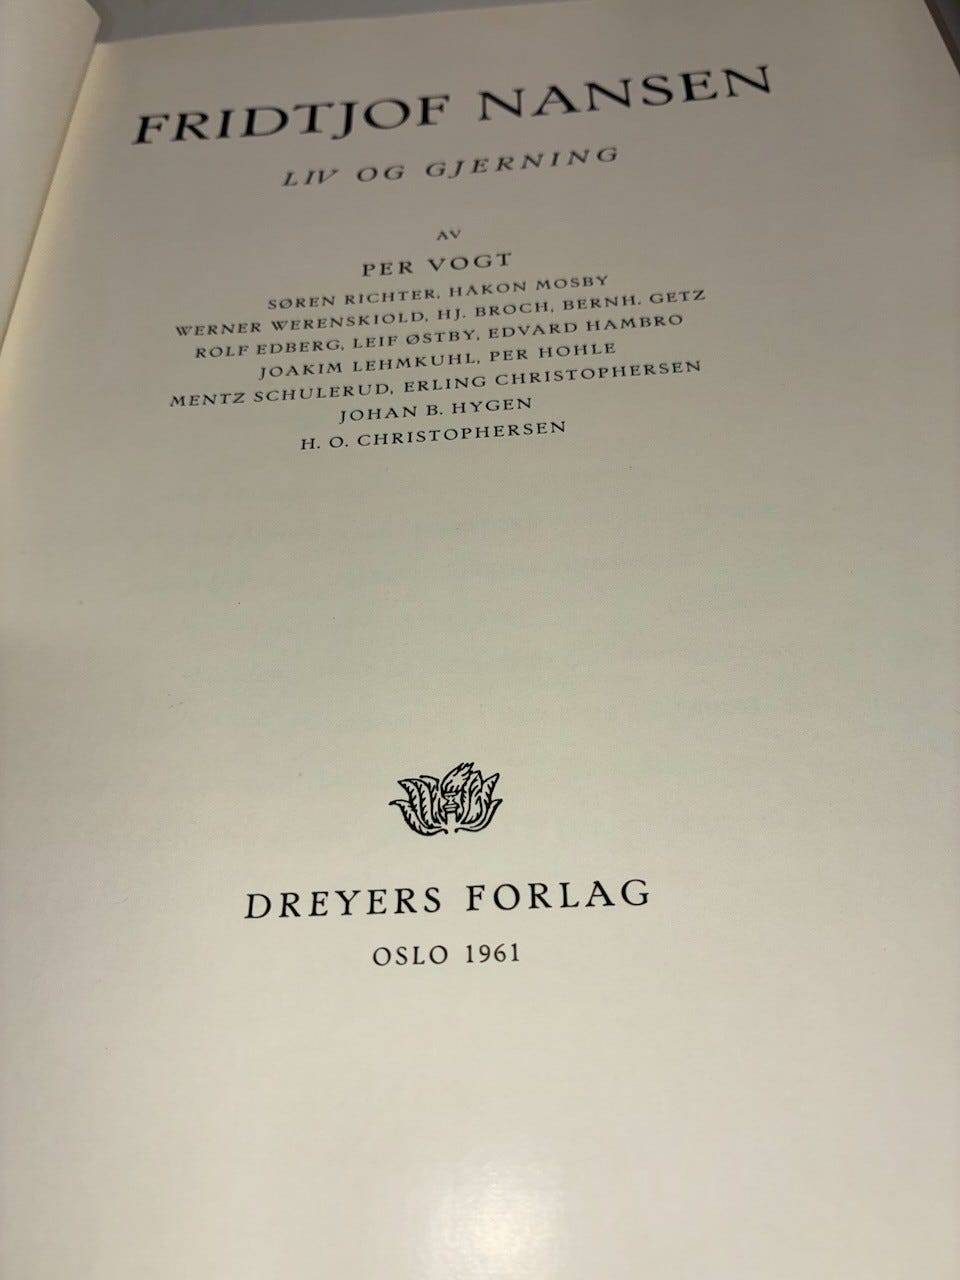 FRIDTJOF NANSEN
LIV OG GJERNING
AV
PER VOGT
SØREN RICHTER, HAKON MOSBY
WERNER WERENSKIOLD, HJ. BROCH, BERNH. GETZ
ROLF EDBERG, LEIF ØSTBY, EDVARD HAMBRO
JOAKIM LEHMKUHL, PER HOHLE
MENTZ SCHULERUD, ERLING CHRISTOPHERSEN
JOHAN B. HYGEN
H. O. CHRISTOPHERSEN
DREYERS FORLAG
OSLO 1961